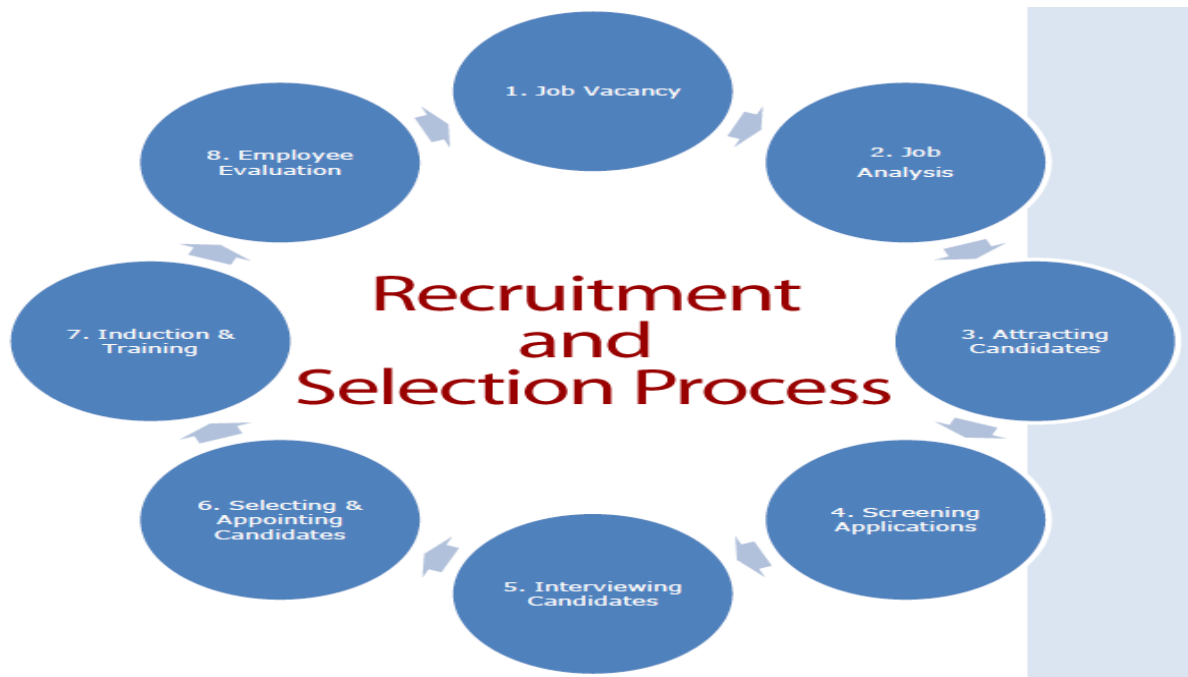 1. Job Vacancy
2. Job
Analysis
3. Attracting
Candidates
4. Screening
Applications
5. Interviewing
Candidates
6. Selecting &
Appointing
Candidates
7. Induction &
Training
8. Employee
Evaluation
Recruitment
and
Selection Process